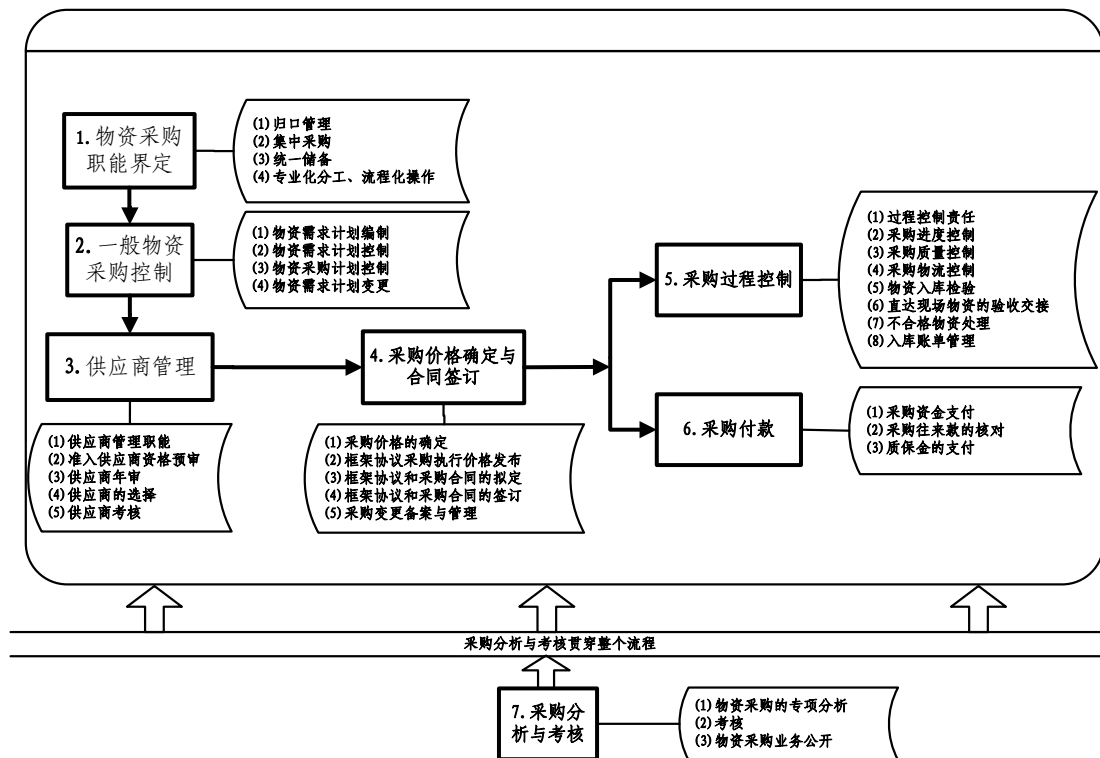 1. 物资采购
职能界定
(1) 归口管理
(2) 集中采购
(3) 统一储备
(4) 专业化分工、流程化操作
2. 一般物资
采购控制
(1) 物资需求计划编制
(2) 物资需求计划控制
(3) 物资采购计划控制
(4) 物资需求计划变更
3. 供应商管理
(1) 供应商管理职能
(2) 准入供应商资格预审
(3) 供应商年审
(4) 供应商的选择
(5) 供应商考核
4. 采购价格确定与
合同签订
(1) 采购价格的确定
(2) 框架协议采购执行价格发布
(3) 框架协议和采购合同的拟定
(4) 框架协议和采购合同的签订
(5) 采购变更备案与管理
5. 采购过程控制
(1) 过程控制责任
(2) 采购进度控制
(3) 采购质量控制
(4) 采购物流控制
(5) 物资入库检验
(6) 直达现场物资的验收交接
(7) 不合格物资处理
(8) 入库账单管理
6. 采购付款
(1) 采购资金支付
(2) 采购往来款的核对
(3) 质保金的支付
采购分析与考核贯穿整个流程
7. 采购分
析与考核
(1) 物资采购的专项分析
(2) 考核
(3) 物资采购业务公开